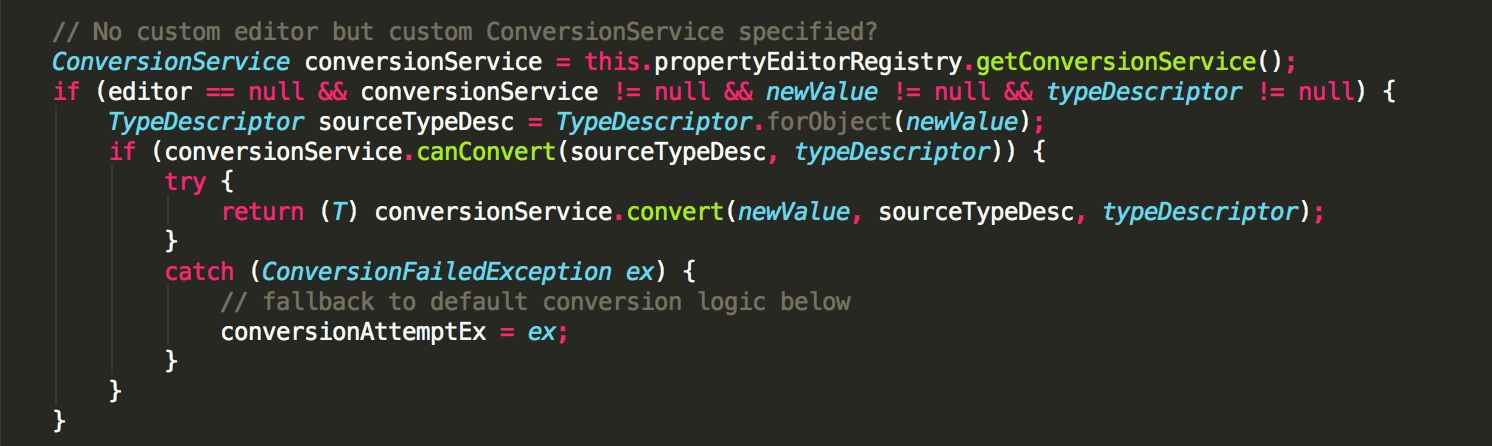 // No custom editor but custom ConversionService specified?
ConversionService conversionService = this.propertyEditorRegistry.getConversionService();
if (editor == null && conversionService != null && newValue != null && typeDescriptor != null) {
    TypeDescriptor sourceTypeDesc = TypeDescriptor.forObject(newValue);
    if (conversionService.canConvert(sourceTypeDesc, typeDescriptor)) {
        try {
            return (T) conversionService.convert(newValue, sourceTypeDesc, typeDescriptor);
        }
        catch (ConversionFailedException ex) {
            // fallback to default conversion logic below
            conversionAttemptEx = ex;
        }
    }
}